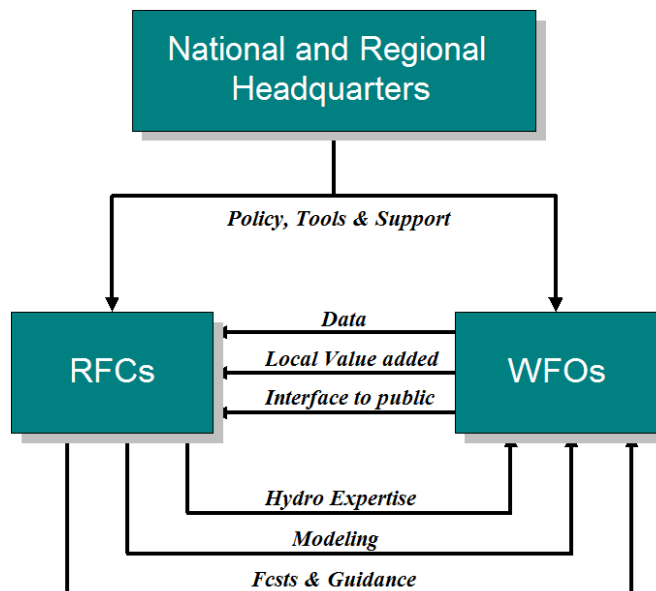 National and Regional
Headquarters
Policy, Tools & Support
RFCs
Data
Local Value added
Interface to public
WFOs
Hydro Expertise
Modeling
Fcsts & Guidance